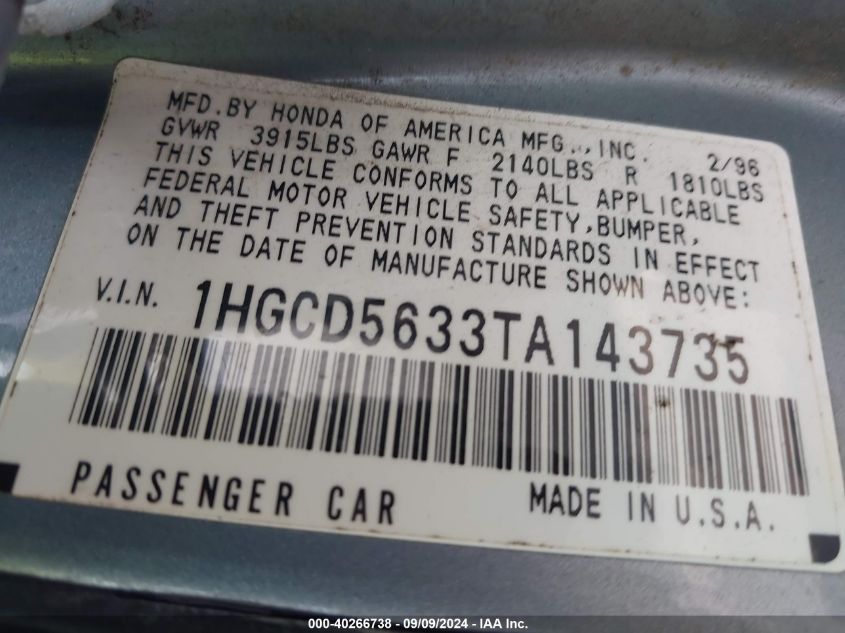 MFD.BY HONDA OF AMERICA MFG.,INC. 2/96
GVWR 3915LBS GAWR F 2140LBS R 1810LBS
THIS VEHICLE CONFORMS TO ALL APPLICABLE
FEDERAL MOTOR VEHICLE SAFETY,BUMPER,
AND THEFT PREVENTION STANDARDS IN EFFECT
ON THE DATE OF MANUFACTURE SHOWN ABOVE:
V.I.N. 1HGCD5633TA143735
PASSENGER CAR MADE IN U.S.A.
000-40266738 - 09/09/2024 - IAA Inc.